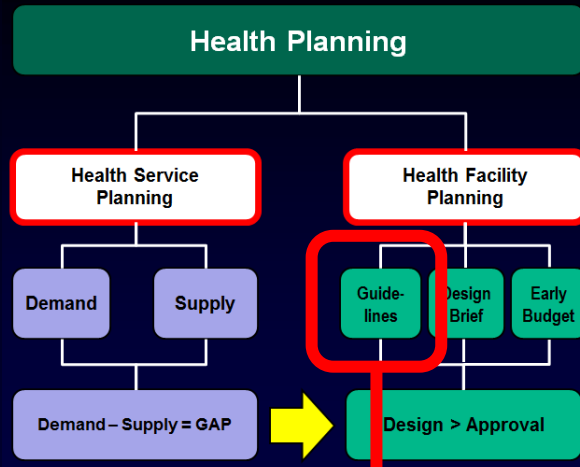 Health Planning
Health Service
Planning
Health Facility
Planning
Demand
Supply
Guide-
lines
Design
Brief
Early
Budget
Demand – Supply = GAP
Design > Approval